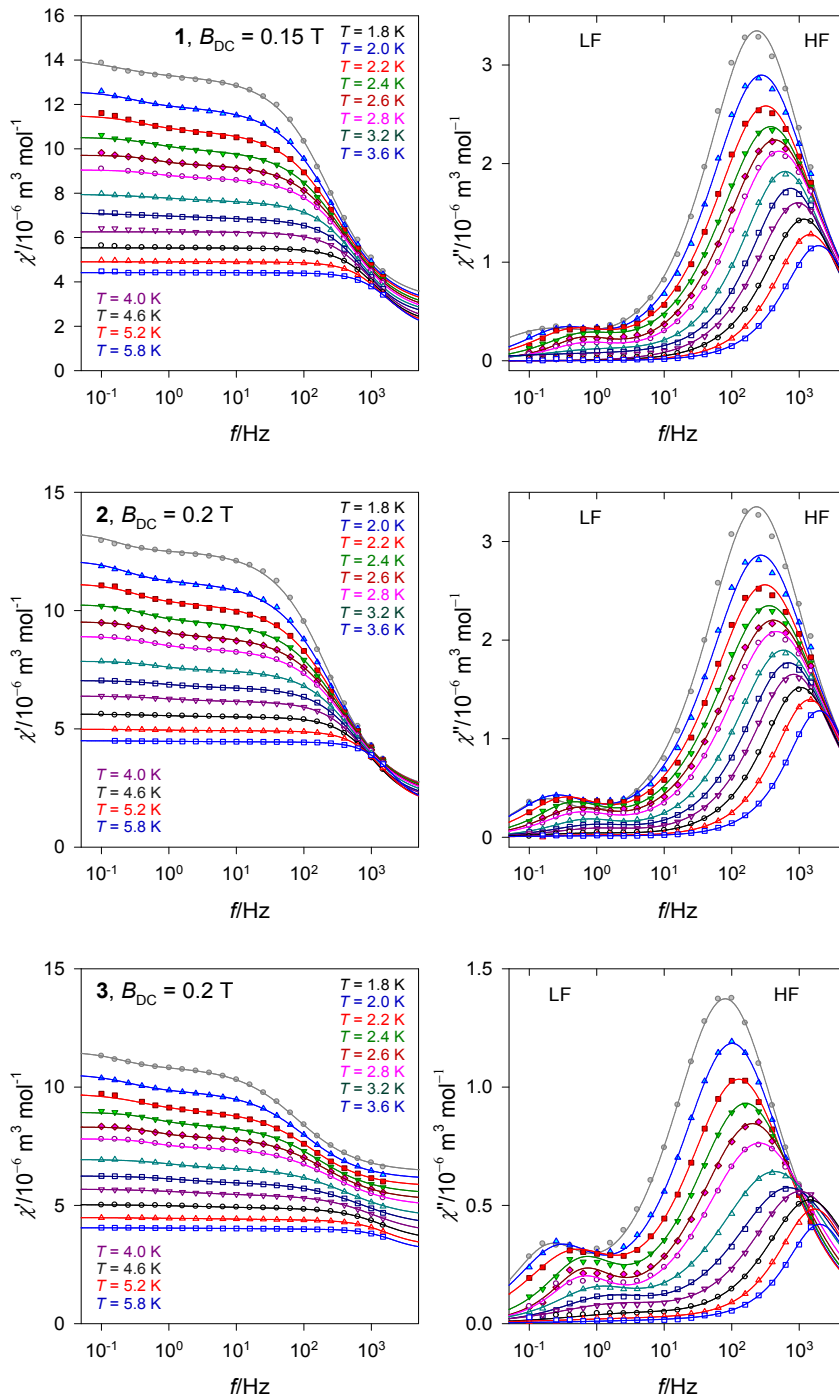 1, B_DC = 0.15 T
T = 1.8 K
T = 2.0 K
T = 2.2 K
T = 2.4 K
T = 2.6 K
T = 2.8 K
T = 3.2 K
T = 3.6 K
T = 4.0 K
T = 4.6 K
T = 5.2 K
T = 5.8 K
16
14
12
10
8
6
4
2
0
χ'/10⁻⁶ m³ mol⁻¹
10⁻¹ 10⁰ 10¹ 10² 10³
f/Hz
LF HF
3
2
1
0
χ''/10⁻⁶ m³ mol⁻¹
10⁻¹ 10⁰ 10¹ 10² 10³
f/Hz
2, B_DC = 0.2 T
T = 1.8 K
T = 2.0 K
T = 2.2 K
T = 2.4 K
T = 2.6 K
T = 2.8 K
T = 3.2 K
T = 3.6 K
T = 4.0 K
T = 4.6 K
T = 5.2 K
T = 5.8 K
15
10
5
0
χ'/10⁻⁶ m³ mol⁻¹
10⁻¹ 10⁰ 10¹ 10² 10³
f/Hz
LF HF
3
2
1
0
χ''/10⁻⁶ m³ mol⁻¹
10⁻¹ 10⁰ 10¹ 10² 10³
f/Hz
3, B_DC = 0.2 T
T = 1.8 K
T = 2.0 K
T = 2.2 K
T = 2.4 K
T = 2.6 K
T = 2.8 K
T = 3.2 K
T = 3.6 K
T = 4.0 K
T = 4.6 K
T = 5.2 K
T = 5.8 K
15
10
5
0
χ'/10⁻⁶ m³ mol⁻¹
10⁻¹ 10⁰ 10¹ 10² 10³
f/Hz
LF HF
1.5
1.0
0.5
0.0
χ''/10⁻⁶ m³ mol⁻¹
10⁻¹ 10⁰ 10¹ 10² 10³
f/Hz